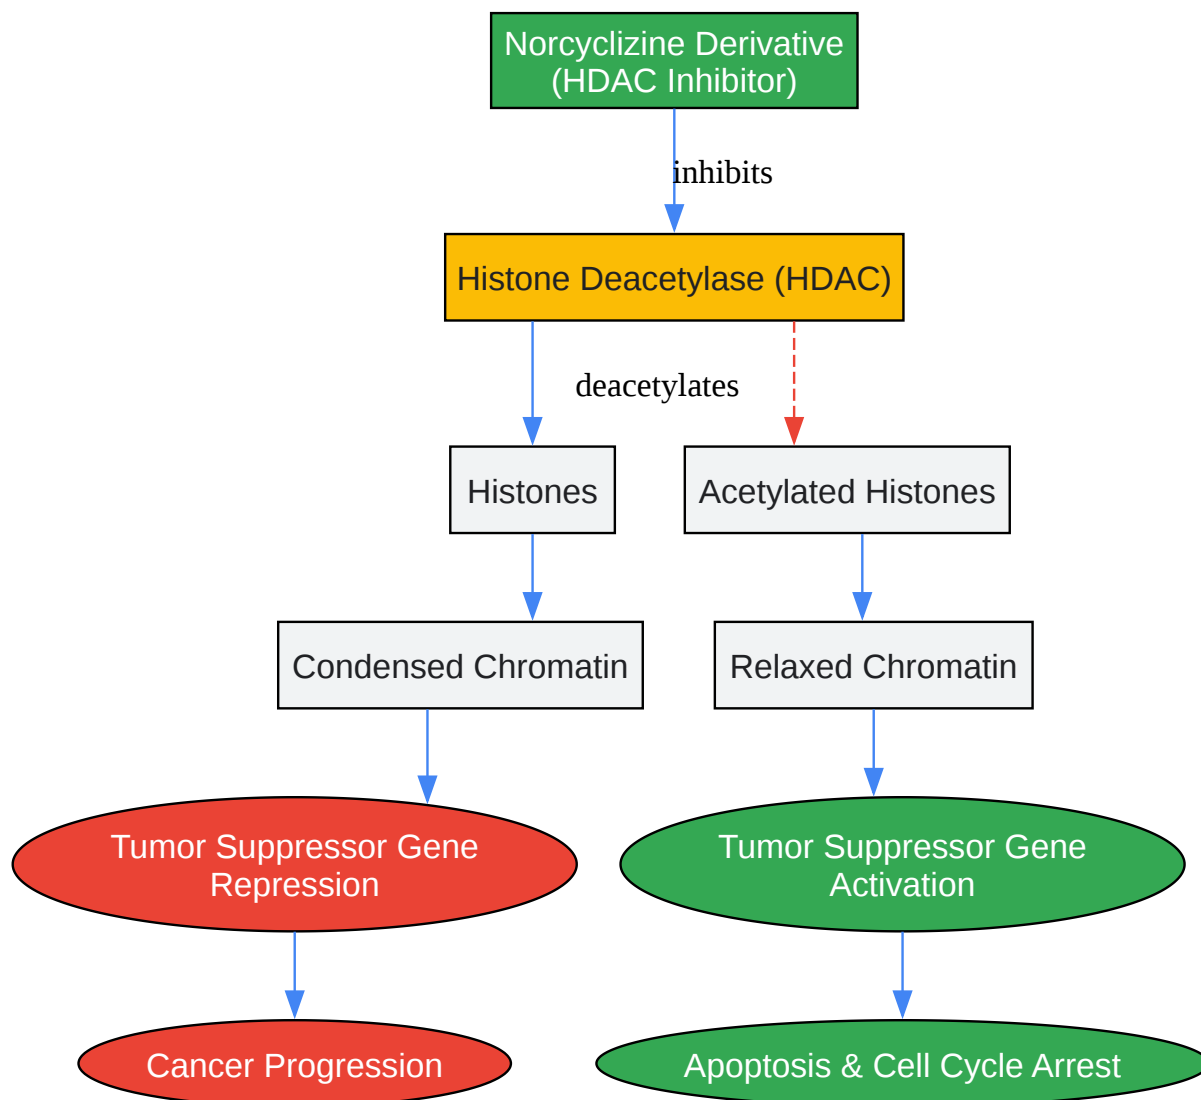 Norcyclizine Derivative
(HDAC Inhibitor)
inhibits
Histone Deacetylase (HDAC)
deacetylates
Histones
Acetylated Histones
Condensed Chromatin
Relaxed Chromatin
Tumor Suppressor Gene
Repression
Tumor Suppressor Gene
Activation
Cancer Progression
Apoptosis & Cell Cycle Arrest